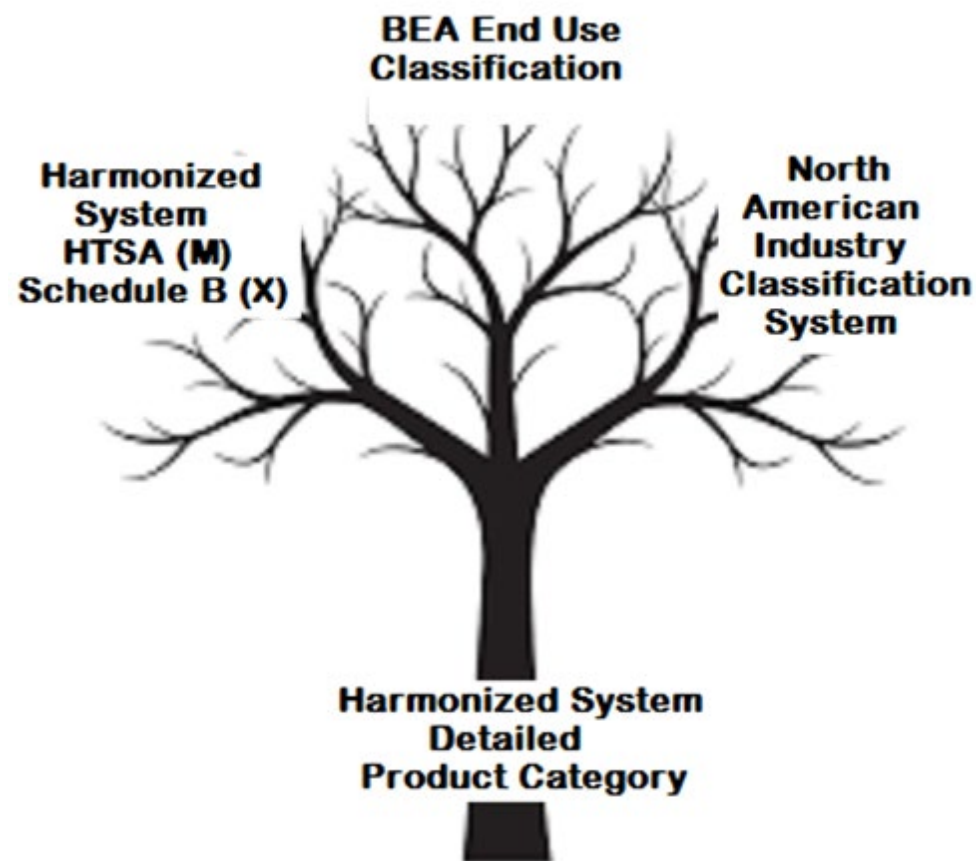 BEA End Use
Classification
Harmonized
System
HTSA (M)
Schedule B (X)
North
American
Industry
Classification
System
Harmonized System
Detailed
Product Category